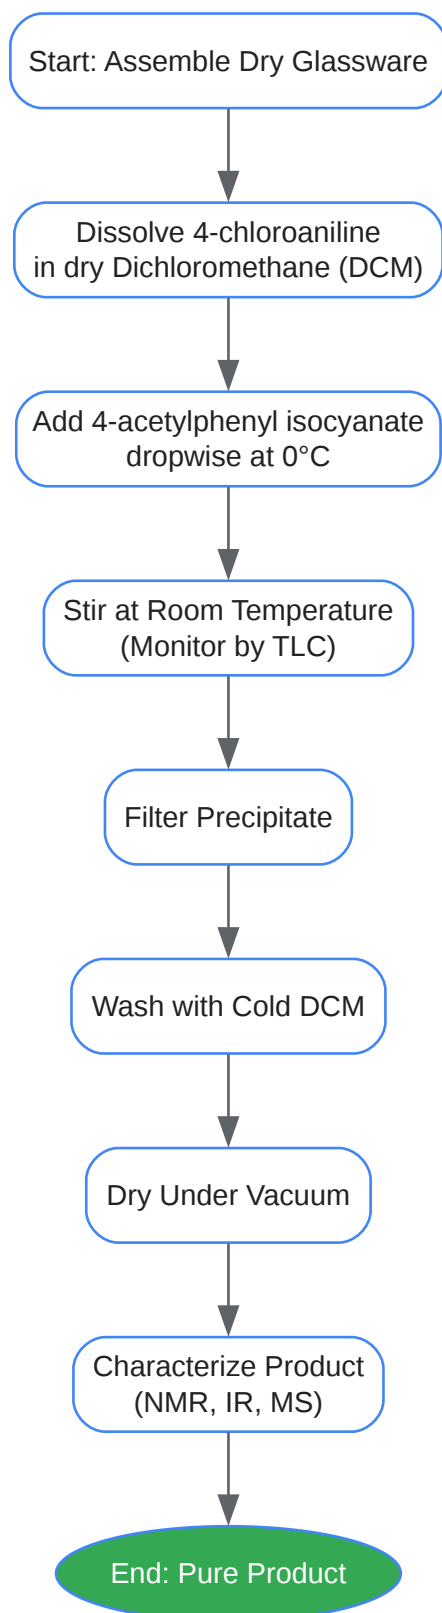 Start: Assemble Dry Glassware
Dissolve 4-chloroaniline
in dry Dichloromethane (DCM)
Add 4-acetylphenyl isocyanate
dropwise at 0°C
Stir at Room Temperature
(Monitor by TLC)
Filter Precipitate
Wash with Cold DCM
Dry Under Vacuum
Characterize Product
(NMR, IR, MS)
End: Pure Product